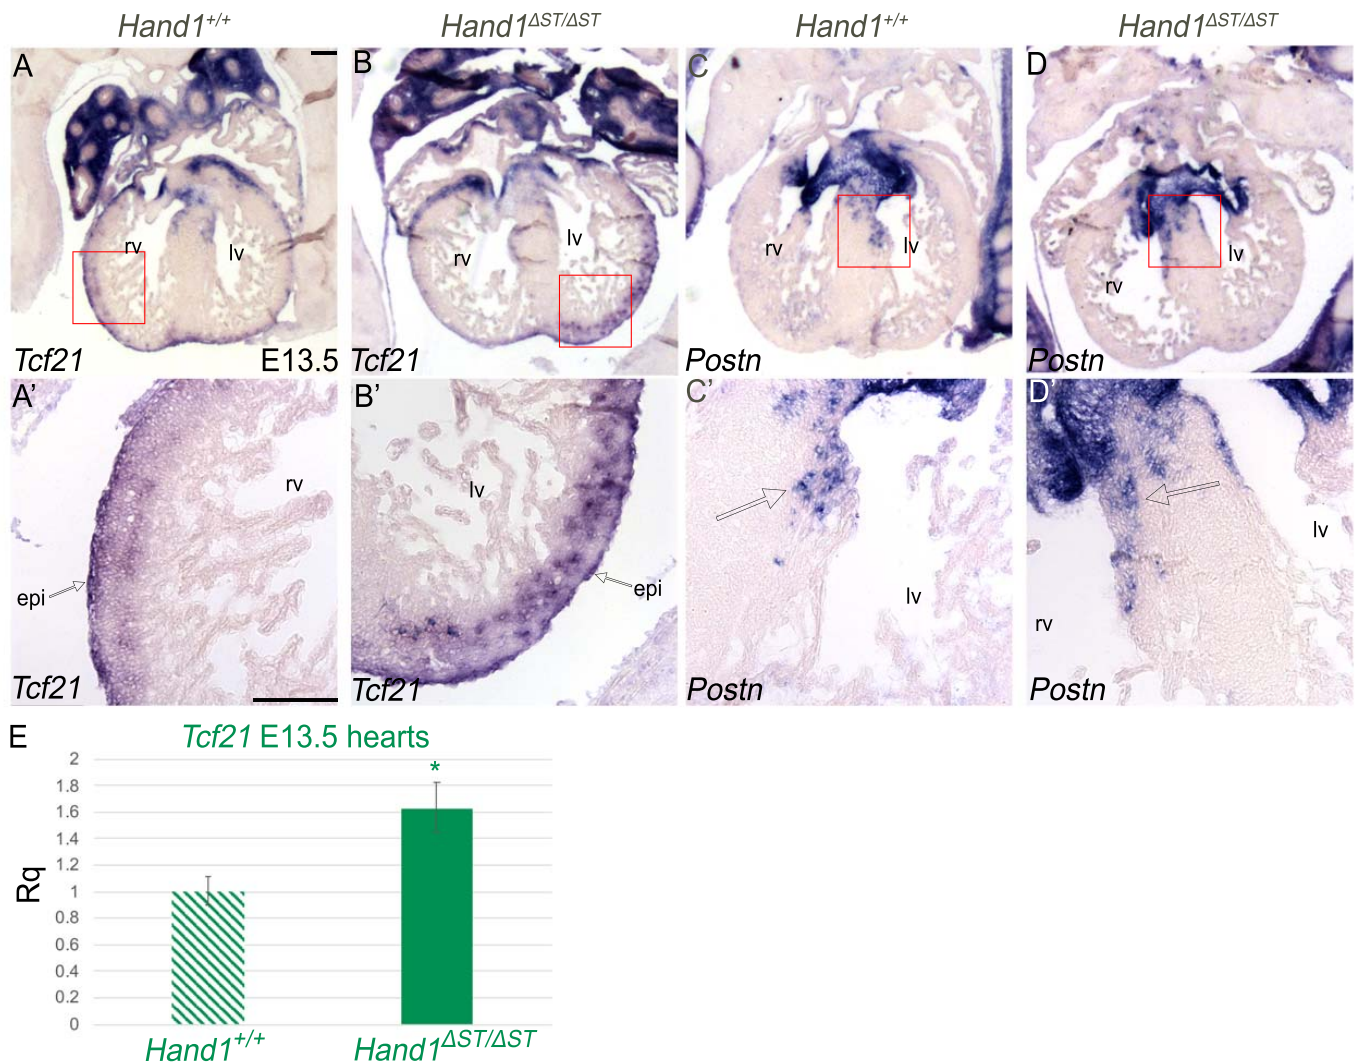 Hand1+/+ Hand1ΔST/ΔST Hand1+/+ Hand1ΔST/ΔST
A B C D
rv lv rv lv rv lv rv lv
Tcf21 E13.5 Tcf21 Postn Postn
A' B' C' D'
rv lv lv
epi epi lv rv
Tcf21 Tcf21 Postn Postn
E Tcf21 E13.5 hearts
2
*
1.8
1.6
1.4
1.2
1
0.8
0.6
0.4
0.2
0
Rq
Hand1+/+ Hand1ΔST/ΔST